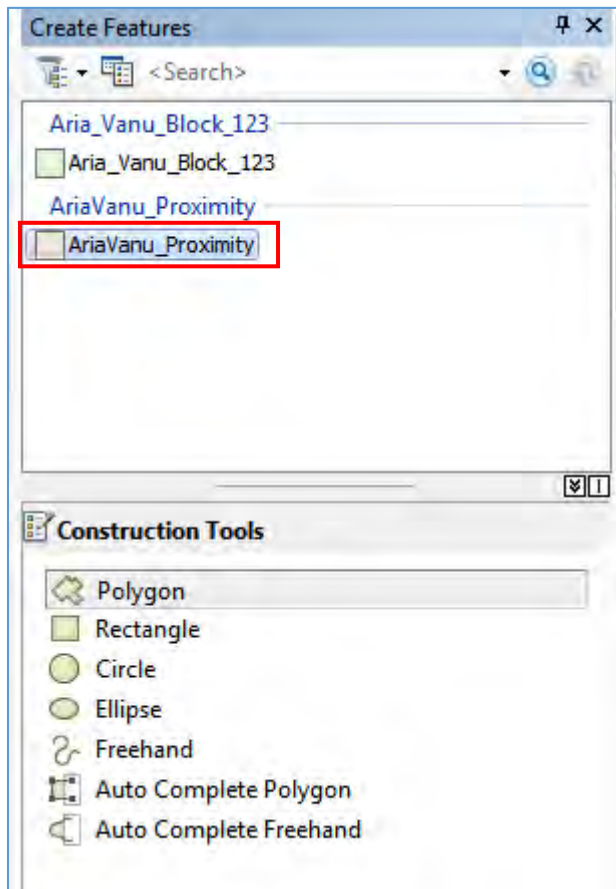 Create Features
<Search>
Aria_Vanu_Block_123
Aria_Vanu_Block_123
AriaVanu_Proximity
AriaVanu_Proximity
Construction Tools
Polygon
Rectangle
Circle
Ellipse
Freehand
Auto Complete Polygon
Auto Complete Freehand